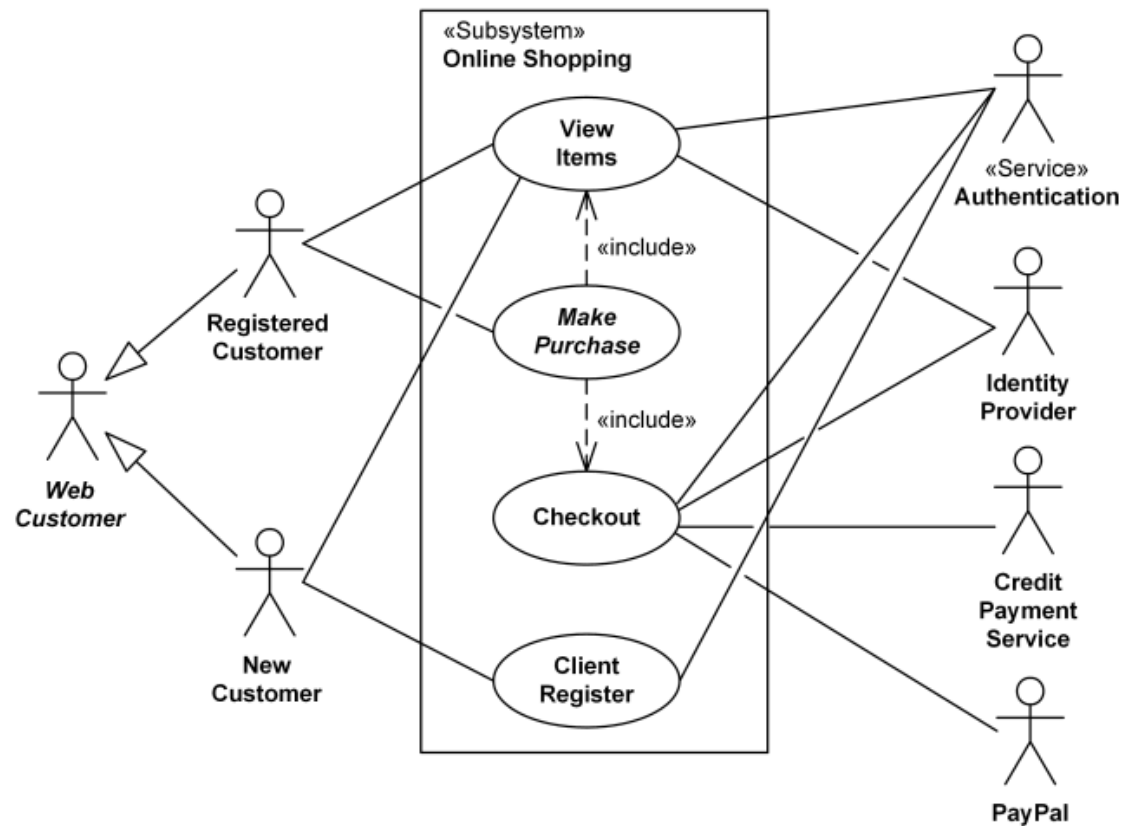 «Subsystem»
Online Shopping
View
Items
«Service»
Authentication
«include»
Registered
Customer
Make
Purchase
Identity
Provider
«include»
Web
Customer
Checkout
Credit
Payment
Service
New
Customer
Client
Register
PayPal